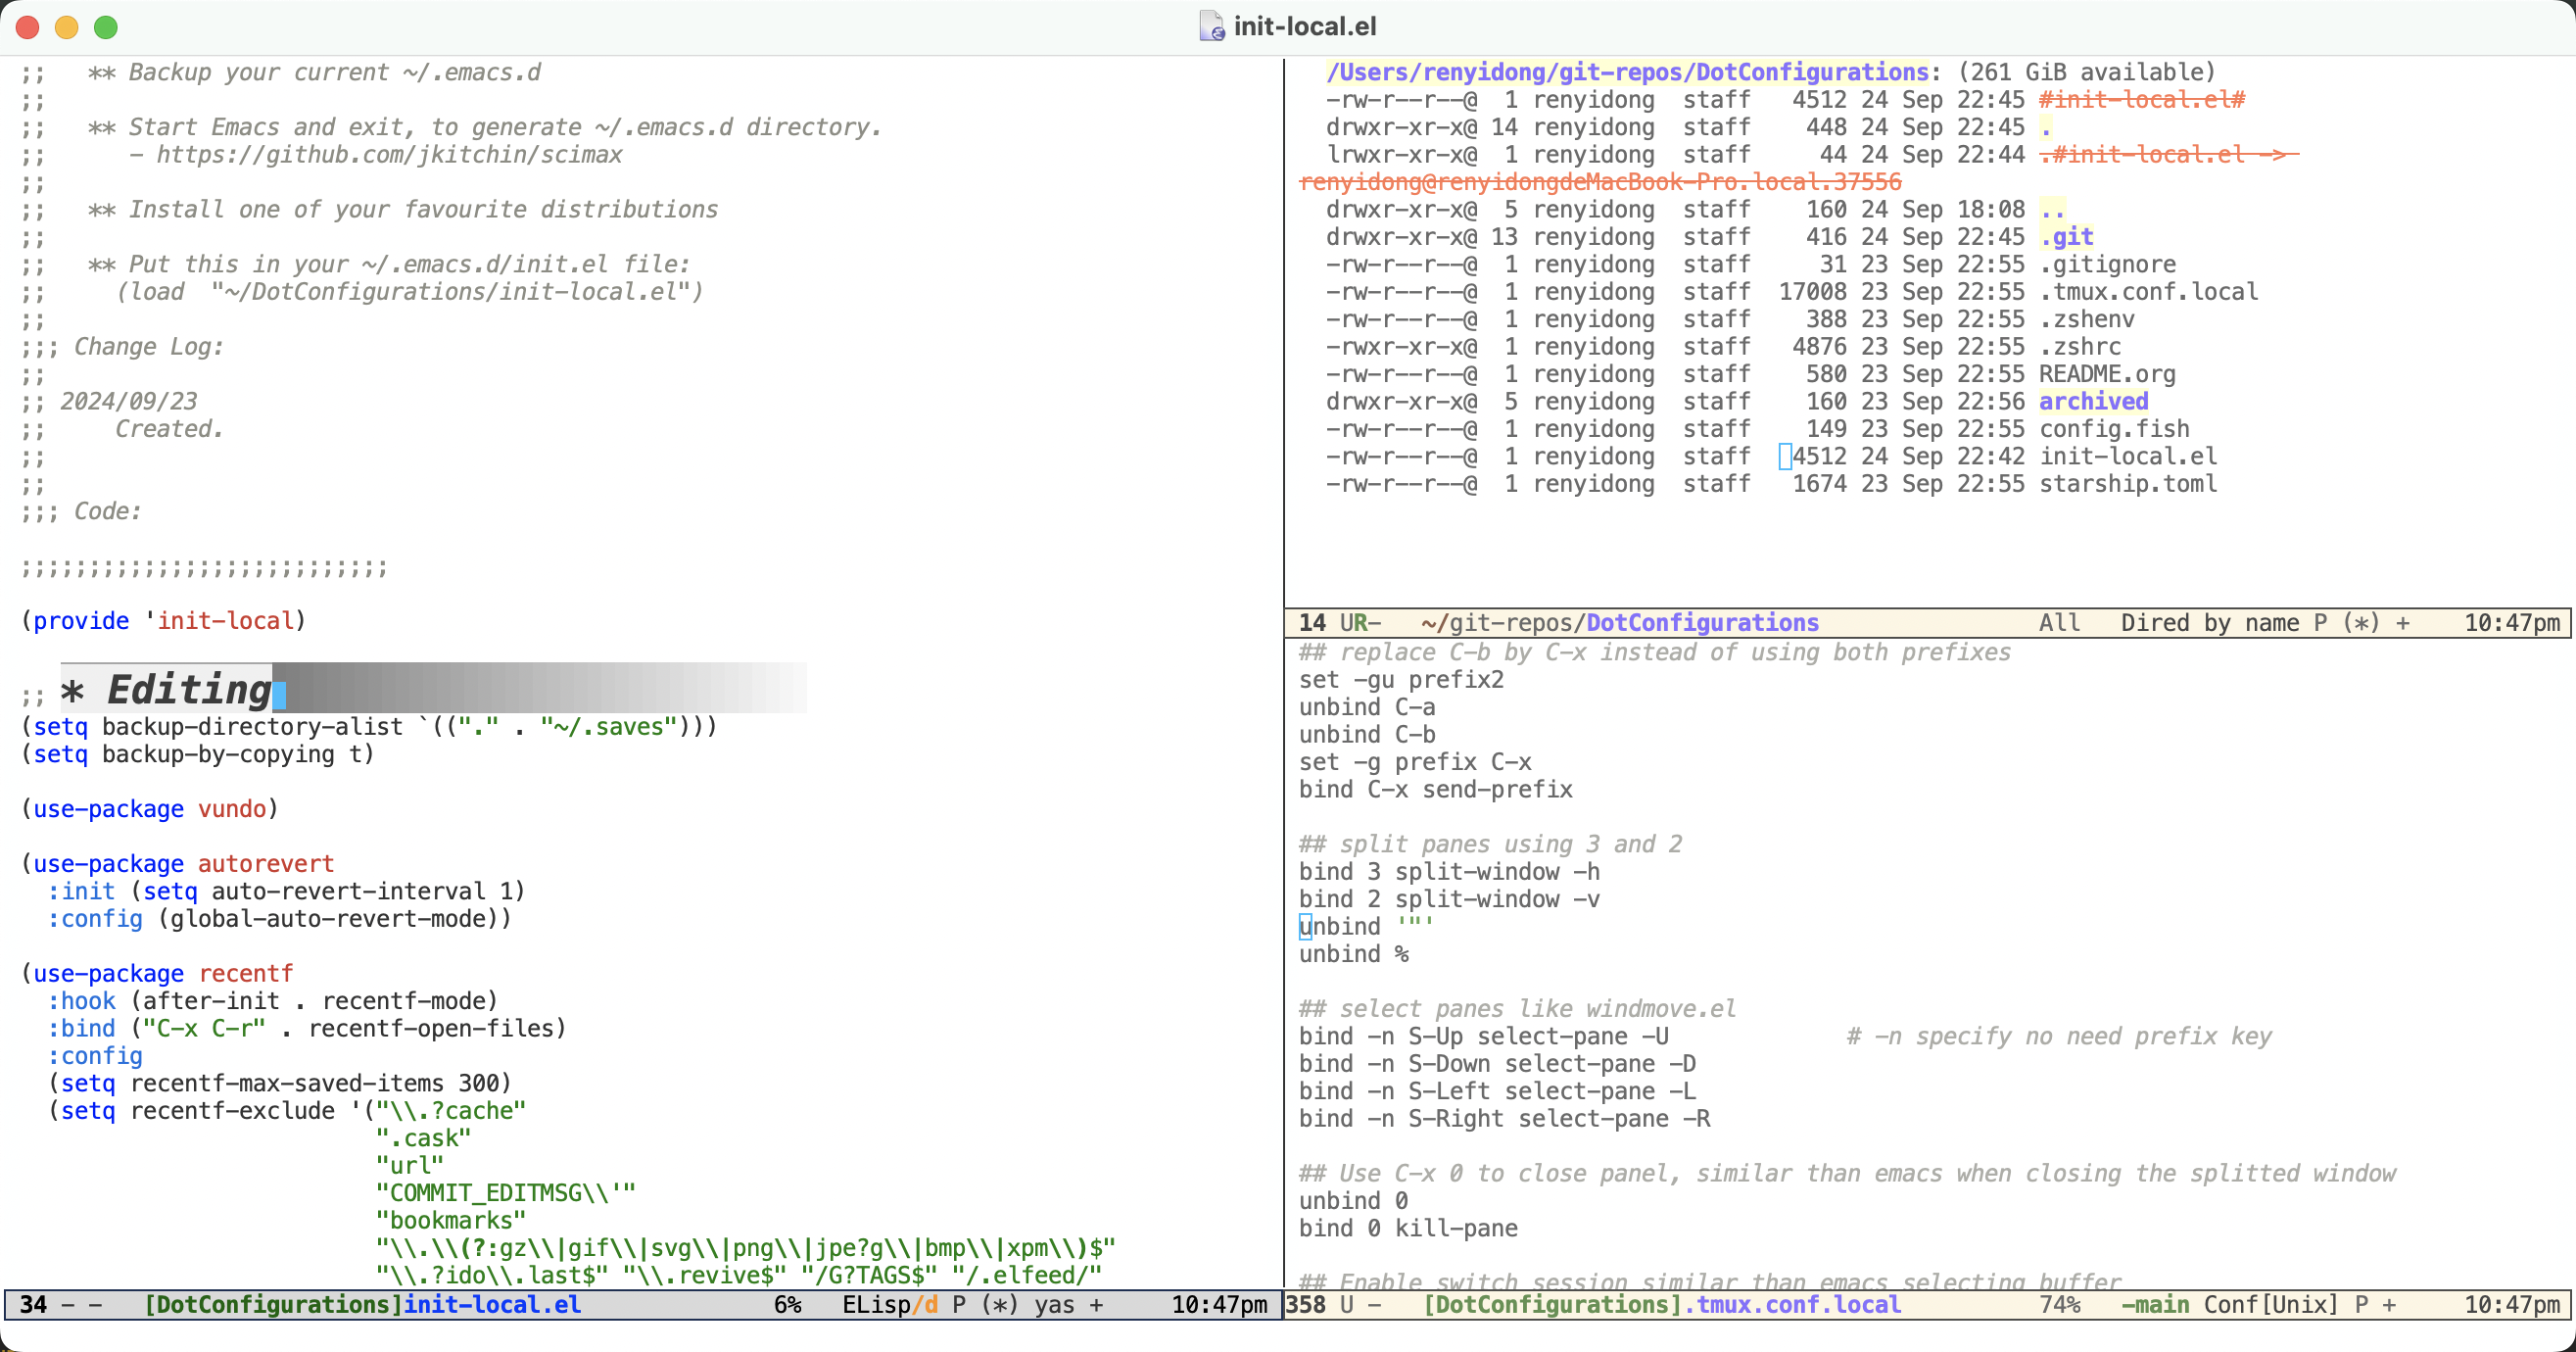 init-local.el
;;   ** Backup your current ~/.emacs.d
;;
;;   ** Start Emacs and exit, to generate ~/.emacs.d directory.
;;      - https://github.com/jkitchin/scimax
;;
;;   ** Install one of your favourite distributions
;;
;;   ** Put this in your ~/.emacs.d/init.el file:
;;     (load  "~/DotConfigurations/init-local.el")
;;
;;; Change Log:
;;
;; 2024/09/23
;;     Created.
;;
;;
;;; Code:
;;;;;;;;;;;;;;;;;;;;;;;;;;;
(provide 'init-local)
;; * Editing
(setq backup-directory-alist `(("." . "~/.saves")))
(setq backup-by-copying t)
(use-package vundo)
(use-package autorevert
  :init (setq auto-revert-interval 1)
  :config (global-auto-revert-mode))
(use-package recentf
  :hook (after-init . recentf-mode)
  :bind ("C-x C-r" . recentf-open-files)
  :config
  (setq recentf-max-saved-items 300)
  (setq recentf-exclude '("\\.?cache"
                          ".cask"
                          "url"
                          "COMMIT_EDITMSG\\'"
                          "bookmarks"
                          "\\.\\(?:gz\\|gif\\|svg\\|png\\|jpe?g\\|bmp\\|xpm\\)$"
                          "\\.?ido\\.last$" "\\.revive$" "/G?TAGS$" "/.elfeed/"
34 - -   [DotConfigurations]init-local.el              6%   ELisp/d P (*) yas +     10:47pm
/Users/renyidong/git-repos/DotConfigurations: (261 GiB available)
-rw-r--r--@  1 renyidong  staff   4512 24 Sep 22:45 #init-local.el#
drwxr-xr-x@ 14 renyidong  staff    448 24 Sep 22:45 .
lrwxr-xr-x@  1 renyidong  staff     44 24 Sep 22:44 .#init-local.el ->
renyidong@renyidongdeMacBook-Pro.local.37556
drwxr-xr-x@  5 renyidong  staff    160 24 Sep 18:08 ..
drwxr-xr-x@ 13 renyidong  staff    416 24 Sep 22:45 .git
-rw-r--r--@  1 renyidong  staff     31 23 Sep 22:55 .gitignore
-rw-r--r--@  1 renyidong  staff  17008 23 Sep 22:55 .tmux.conf.local
-rw-r--r--@  1 renyidong  staff    388 23 Sep 22:55 .zshenv
-rwxr-xr-x@  1 renyidong  staff   4876 23 Sep 22:55 .zshrc
-rw-r--r--@  1 renyidong  staff    580 23 Sep 22:55 README.org
drwxr-xr-x@  5 renyidong  staff    160 23 Sep 22:56 archived
-rw-r--r--@  1 renyidong  staff    149 23 Sep 22:55 config.fish
-rw-r--r--@  1 renyidong  staff   4512 24 Sep 22:42 init-local.el
-rw-r--r--@  1 renyidong  staff   1674 23 Sep 22:55 starship.toml
14 UR-   ~/git-repos/DotConfigurations                All   Dired by name P (*) +    10:47pm
## replace C-b by C-x instead of using both prefixes
set -gu prefix2
unbind C-a
unbind C-b
set -g prefix C-x
bind C-x send-prefix
## split panes using 3 and 2
bind 3 split-window -h
bind 2 split-window -v
unbind '"'
unbind %
## select panes like windmove.el
bind -n S-Up select-pane -U             # -n specify no need prefix key
bind -n S-Down select-pane -D
bind -n S-Left select-pane -L
bind -n S-Right select-pane -R
## Use C-x 0 to close panel, similar than emacs when closing the splitted window
unbind 0
bind 0 kill-pane
## Enable switch session similar than emacs selecting buffer
358 U -   [DotConfigurations].tmux.conf.local          74%   -main Conf[Unix] P +     10:47pm